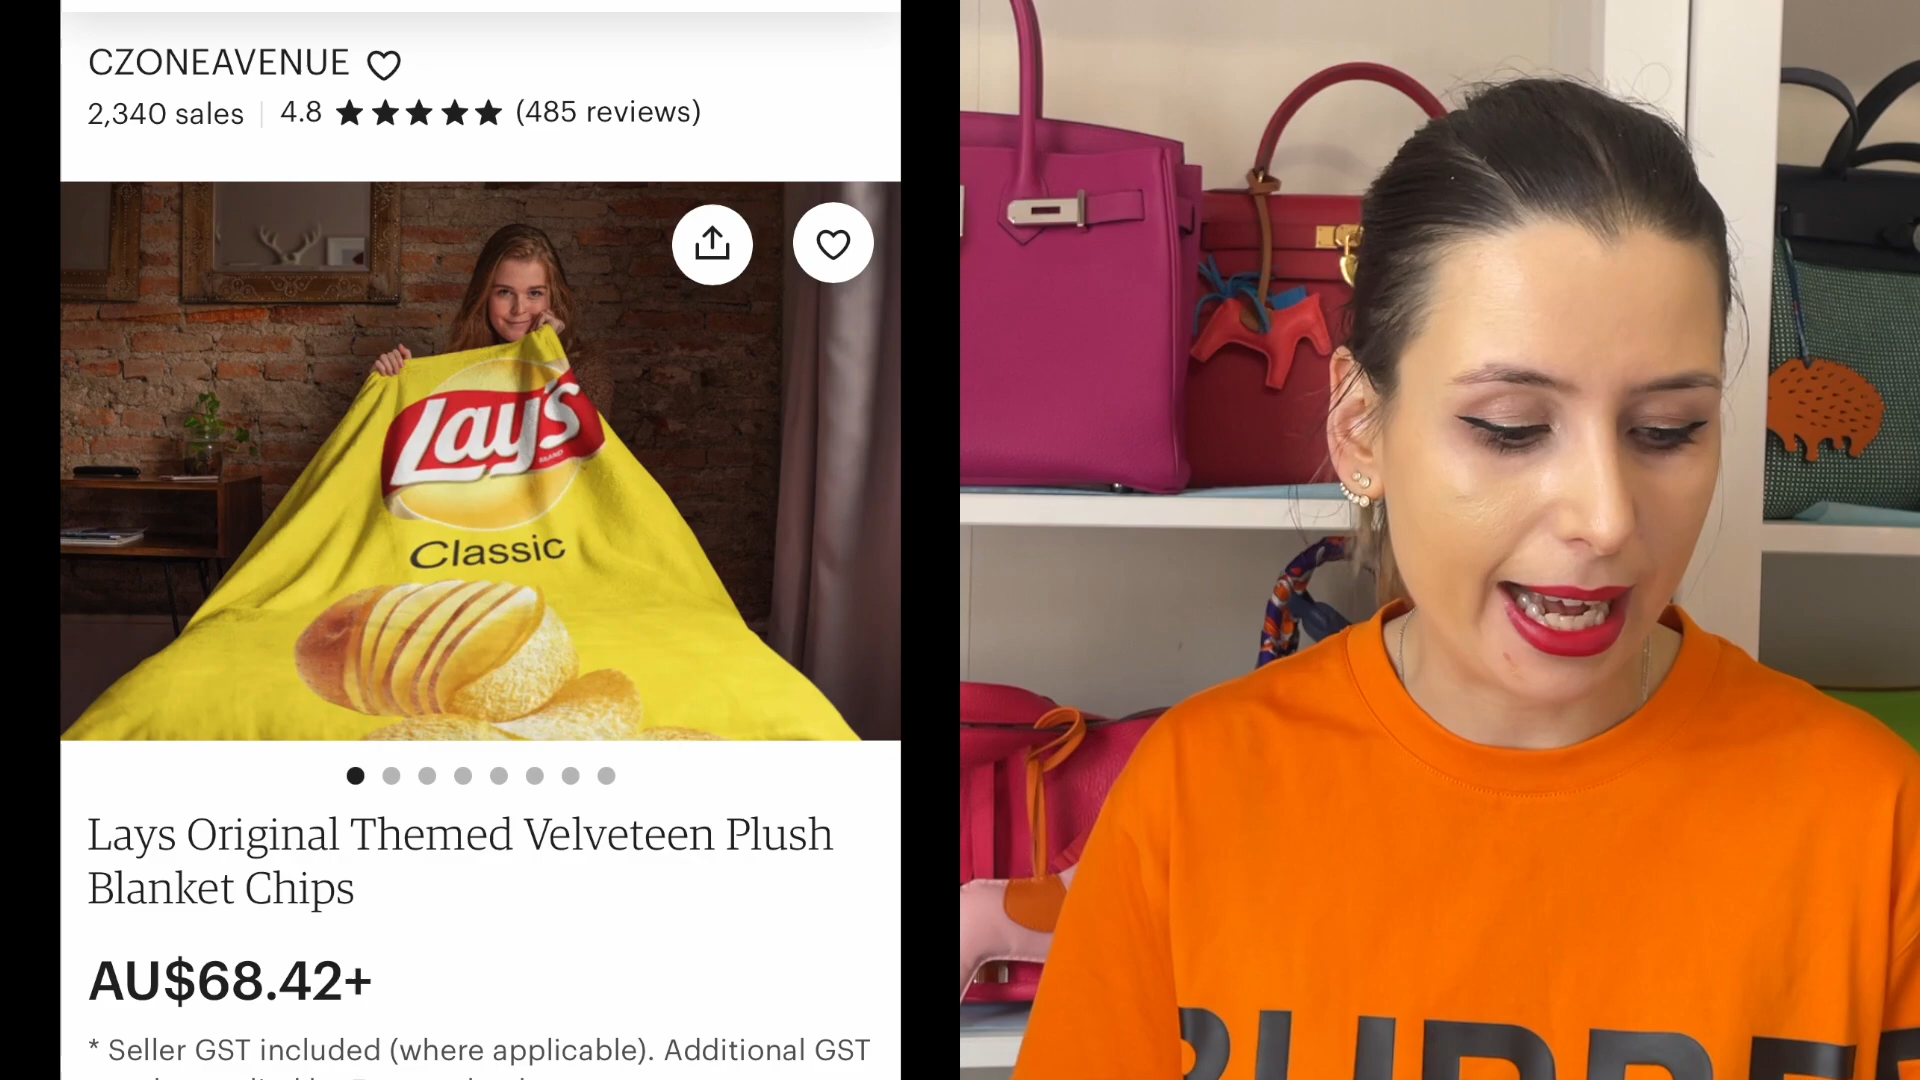 CZONEAVENUE
2,340 sales
4.8 ★★★★★ (485 reviews)
Lay's
BRAND
Classic
Lays Original Themed Velveteen Plush
Blanket Chips
AU$68.42+
* Seller GST included (where applicable). Additional GST